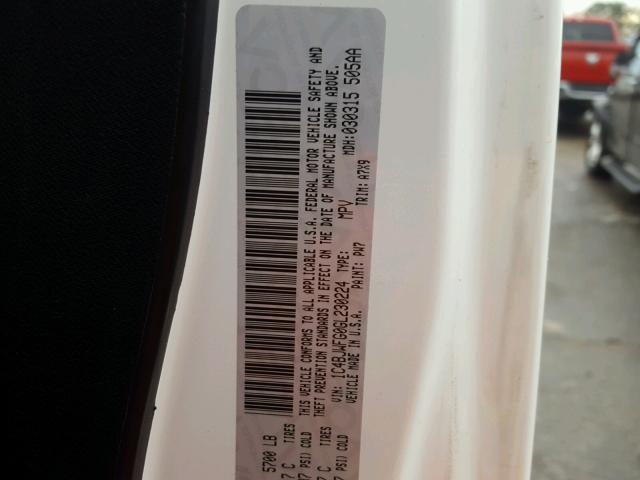 5700 LB
7 C TIRES
PSI) COLD
7 C TIRES
PSI) COLD
THIS VEHICLE CONFORMS TO ALL APPLICABLE U.S.A. FEDERAL MOTOR VEHICLE SAFETY AND
THEFT PREVENTION STANDARDS IN EFFECT ON THE DATE OF MANUFACTURE SHOWN ABOVE.
VIN: 1C4BJWFG0GL230224 TYPE: MPV MDH:030315 505AA
VEHICLE MADE IN U.S.A. PAINT: PW7 TRIM: A7X9